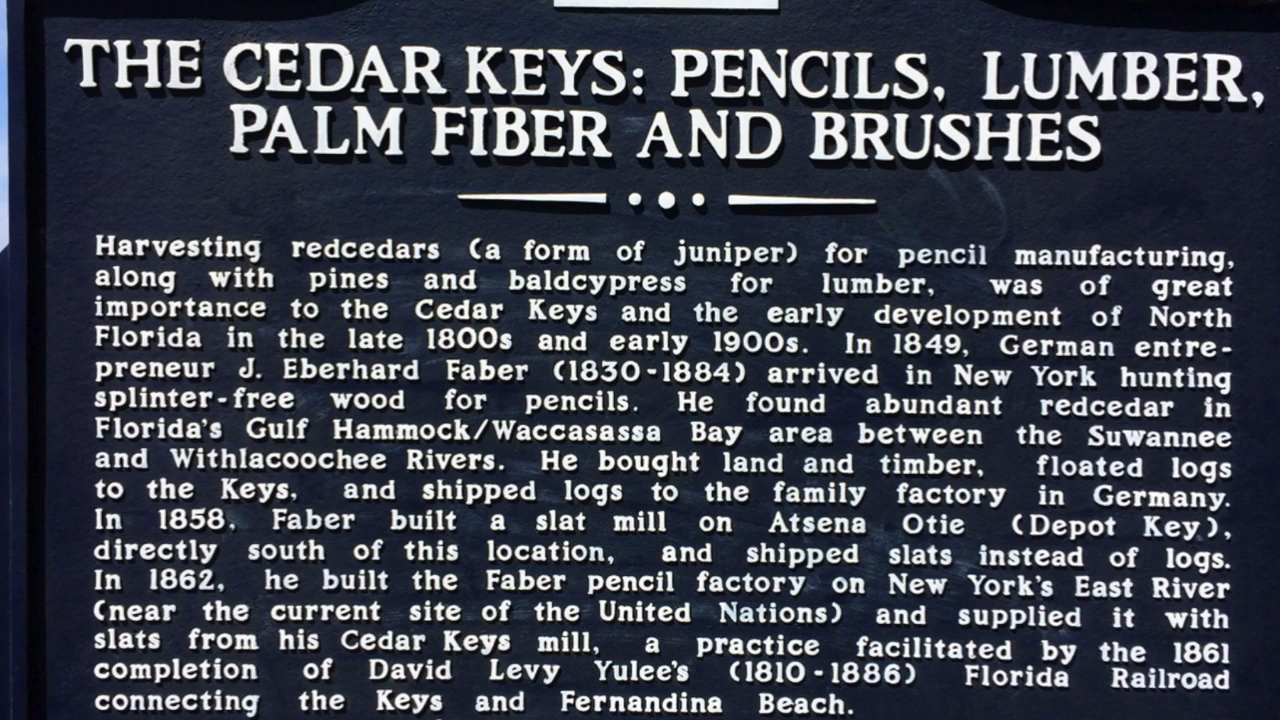 THE CEDAR KEYS: PENCILS, LUMBER,
PALM FIBER AND BRUSHES
Harvesting redcedars (a form of juniper) for pencil manufacturing,
along with pines and baldcypress for lumber, was of great
importance to the Cedar Keys and the early development of North
Florida in the late 1800s and early 1900s. In 1849, German entre-
preneur J. Eberhard Faber (1830-1884) arrived in New York hunting
splinter-free wood for pencils. He found abundant redcedar in
Florida's Gulf Hammock/Waccasassa Bay area between the Suwannee
and Withlacoochee Rivers. He bought land and timber, floated logs
to the Keys, and shipped logs to the family factory in Germany.
In 1858, Faber built a slat mill on Atsena Otie (Depot Key),
directly south of this location, and shipped slats instead of logs.
In 1862, he built the Faber pencil factory on New York's East River
(near the current site of the United Nations) and supplied it with
slats from his Cedar Keys mill, a practice facilitated by the 1861
completion of David Levy Yulee's (1810-1886) Florida Railroad
connecting the Keys and Fernandina Beach.